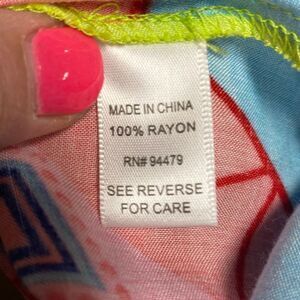 MADE IN CHINA
100% RAYON
RN# 94479
SEE REVERSE
FOR CARE